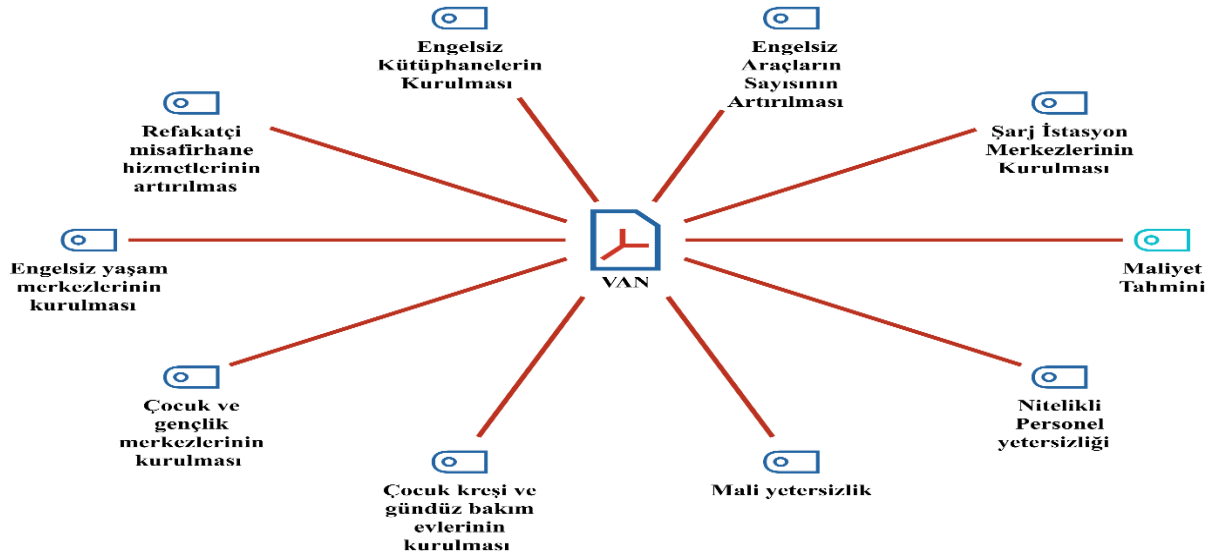 Engelsiz
Kütüphanelerin
Kurulması
Engelsiz
Araçların
Sayısının
Artırılması
Refakatçi
misafirhane
hizmetlerinin
artırılmas
Şarj İstasyon
Merkezlerinin
Kurulması
Engelsiz yaşam
merkezlerinin
kurulması
VAN
Maliyet
Tahmini
Çocuk ve
gençlik
merkezlerinin
kurulması
Nitelikli
Personel
yetersizliği
Çocuk kreşi ve
gündüz bakım
evlerinin
kurulması
Mali yetersizlik